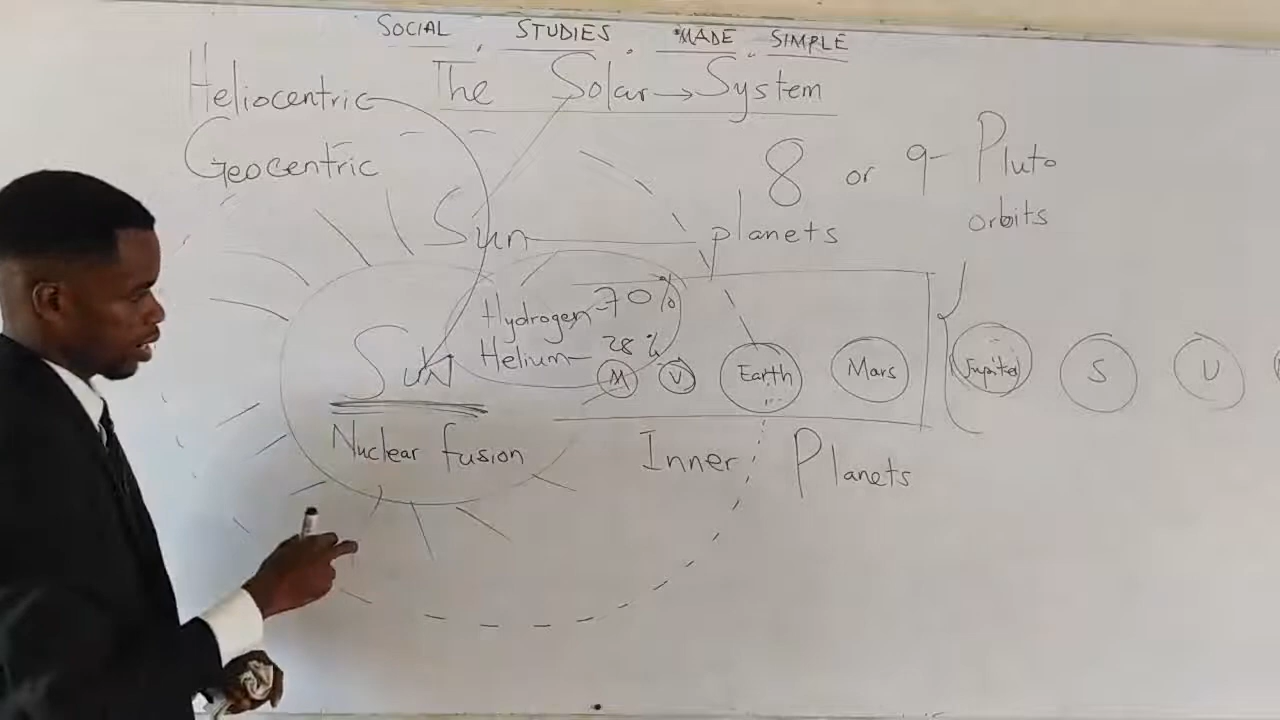 SOCIAL STUDIES MADE SIMPLE
The Solar → System
Heliocentric
Geocentric
8 or 9 - Pluto
orbits
Sun planets
Hydrogen - 70%
Helium - 28%
SUN
Nuclear fusion
M V Earth Mars Jupiter S U
Inner Planets